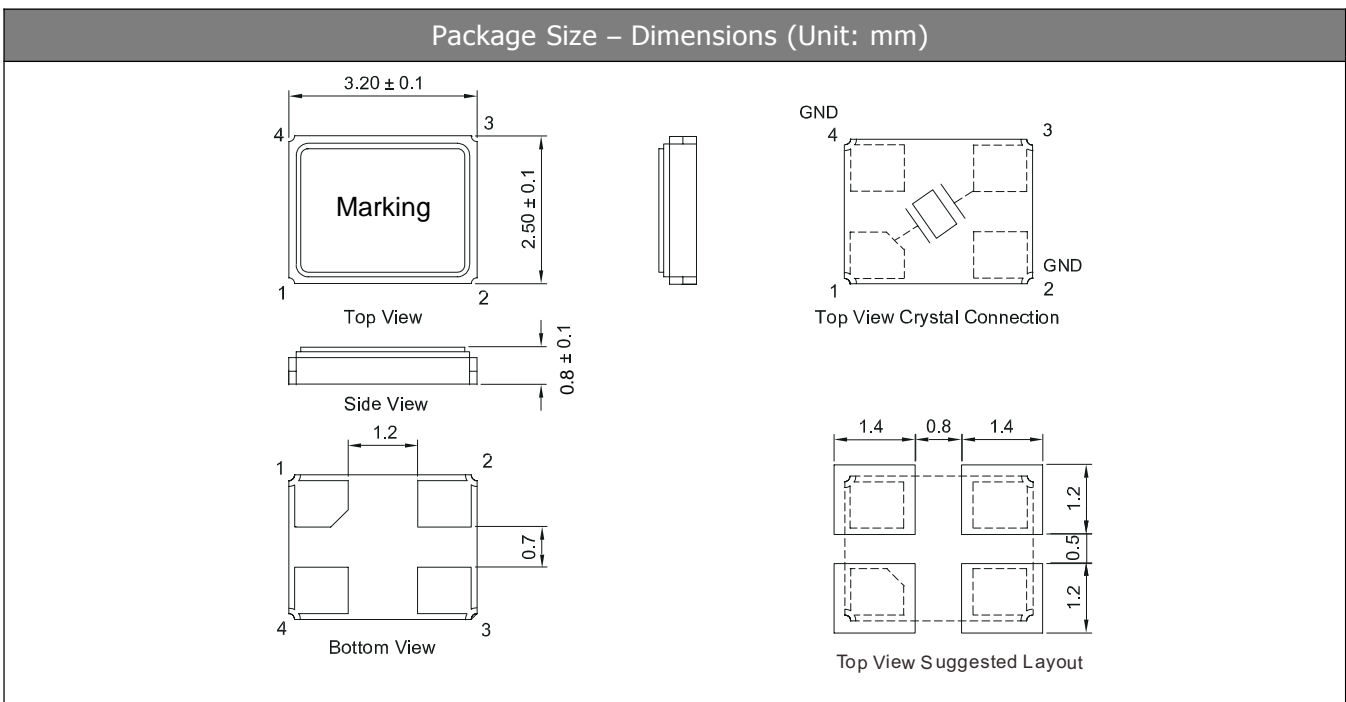 Package Size – Dimensions (Unit: mm)
3.20 ± 0.1
4
3
Marking
2.50 ± 0.1
1
2
Top View
GND
4
3
GND
1
2
Top View Crystal Connection
0.8 ± 0.1
Side View
1.2
1
2
0.7
4
3
Bottom View
1.4 0.8 1.4
1.2
0.5
1.2
Top View Suggested Layout